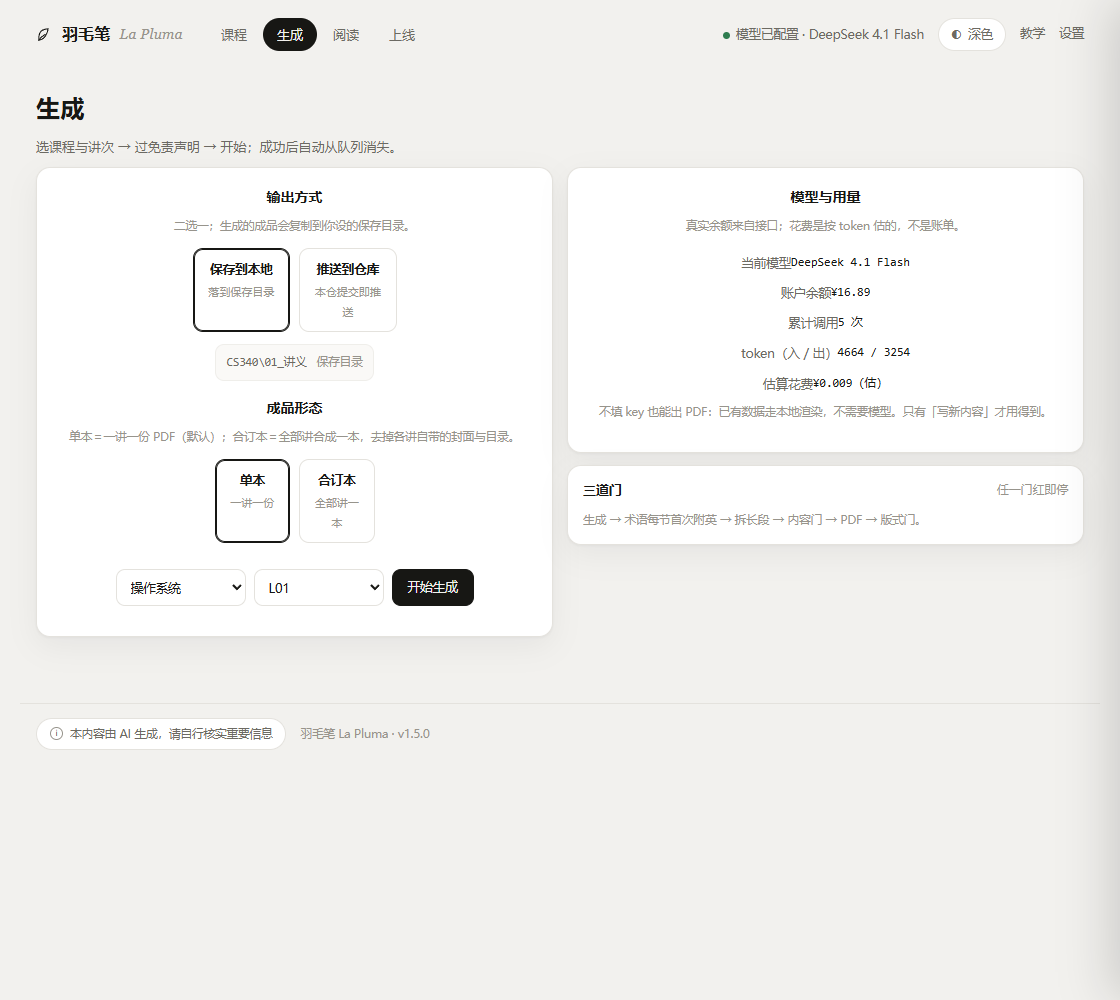 羽毛笔 La Pluma 课程 生成 阅读 上线 模型已配置 · DeepSeek 4.1 Flash 深色 教学 设置
生成
选课程与讲次 → 过免责声明 → 开始；成功后自动从队列消失。
输出方式
二选一；生成的成品会复制到你设的保存目录。
保存到本地
落到保存目录
推送到仓库
本仓提交即推
送
CS340\01_讲义 保存目录
成品形态
单本 = 一讲一份 PDF（默认）；合订本 = 全部讲合成一本，去掉各讲自带的封面与目录。
单本
一讲一份
合订本
全部讲一
本
操作系统 L01 开始生成
模型与用量
真实余额来自接口；花费是按 token 估的，不是账单。
当前模型DeepSeek 4.1 Flash
账户余额¥16.89
累计调用5 次
token（入 / 出）4664 / 3254
估算花费¥0.009（估）
不填 key 也能出 PDF：已有数据走本地渲染，不需要模型。只有「写新内容」才用得到。
三道门 任一门红即停
生成 → 术语每节首次附英 → 拆长段 → 内容门 → PDF → 版式门。
本内容由 AI 生成，请自行核实重要信息 羽毛笔 La Pluma · v1.5.0